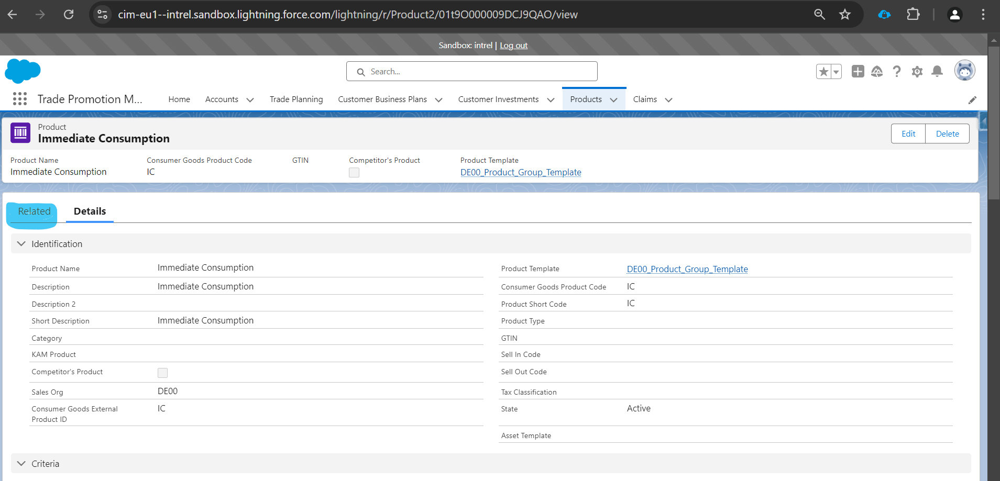 cim-eu1--intrel.sandbox.lightning.force.com/lightning/r/Product2/01t9O000009DCJ9QAO/view
Sandbox: intrel | Log out
Search...
Trade Promotion M... Home Accounts Trade Planning Customer Business Plans Customer Investments Products Claims
Product
Immediate Consumption
Edit Delete
Product Name Consumer Goods Product Code GTIN Competitor's Product Product Template
Immediate Consumption IC DE00_Product_Group_Template
Related Details
Identification
Product Name Immediate Consumption Product Template DE00_Product_Group_Template
Description Immediate Consumption Consumer Goods Product Code IC
Description 2 Product Short Code IC
Short Description Immediate Consumption Product Type
Category GTIN
KAM Product Sell In Code
Competitor's Product Sell Out Code
Sales Org DE00 Tax Classification
Consumer Goods External IC State Active
Product ID
Asset Template
Criteria